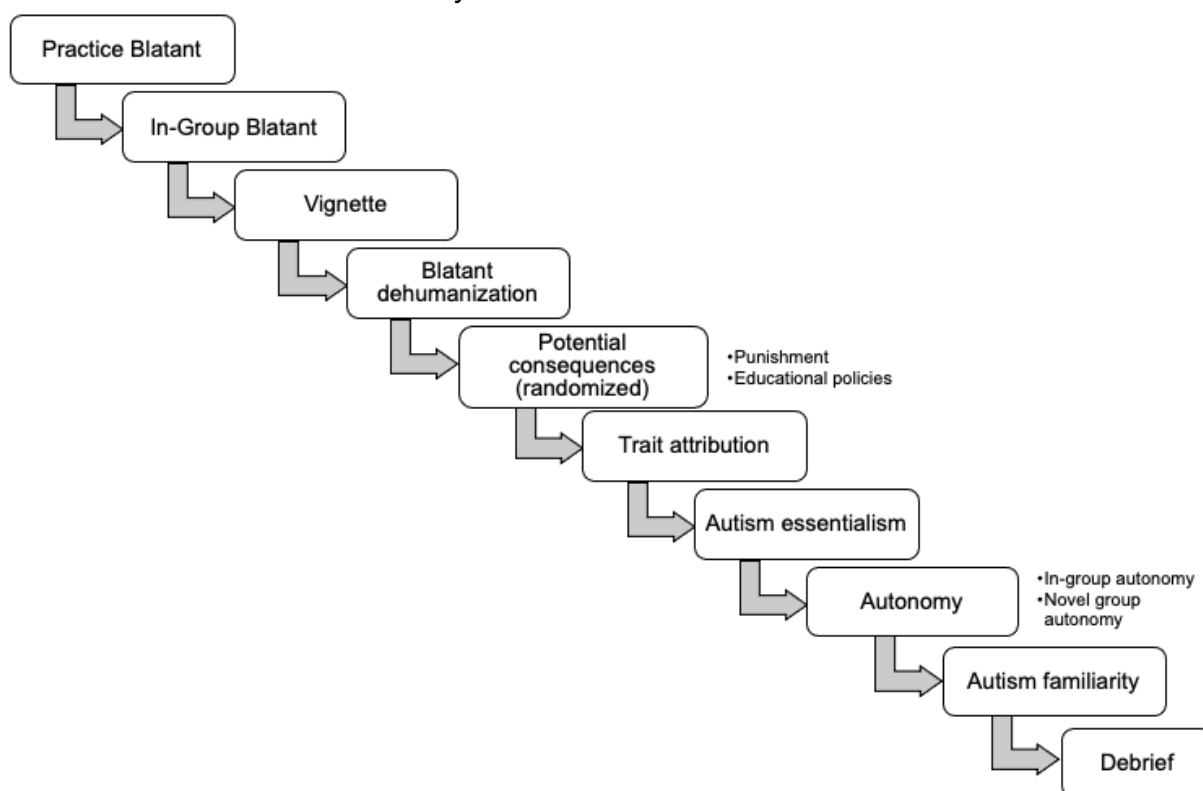 Practice Blatant
In-Group Blatant
Vignette
Blatant
dehumanization
Potential
consequences
(randomized)
•Punishment
•Educational policies
Trait attribution
Autism essentialism
Autonomy
•In-group autonomy
•Novel group
autonomy
Autism familiarity
Debrief